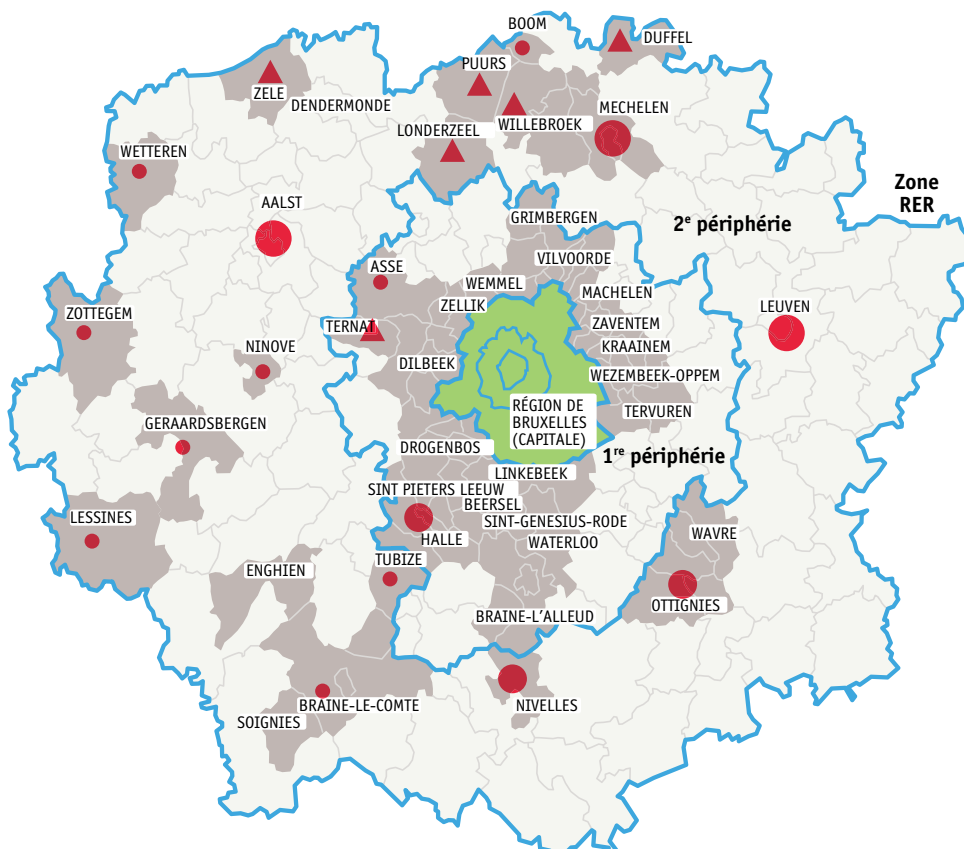 BOOM
DUFFEL
PUURS
ZELE
DENDERMONDE
MECHELEN
WILLEBROEK
LONDERZEEL
WETTEREN
Zone
RER
AALST
GRIMBERGEN
2e périphérie
VILVOORDE
ASSE
WEMMEL
MACHELEN
ZELLIK
LEUVEN
ZOTTEGEM
TERNAT
ZAVENTEM
KRAAINEM
NINOVE
DILBEEK
WEZEMBEEK-OPPEM
RÉGION DE
BRUXELLES
(CAPITALE)
TERVUREN
GERAARDSBERGEN
DROGENBOS
1re périphérie
LINKEBEEK
SINT PIETERS LEEUW
BEERSEL
LESSINES
SINT-GENESIUS-RODE
HALLE
WATERLOO
WAVRE
TUBIZE
ENGHIEN
OTTIGNIES
BRAINE-L'ALLEUD
BRAINE-LE-COMTE
NIVELLES
SOIGNIES